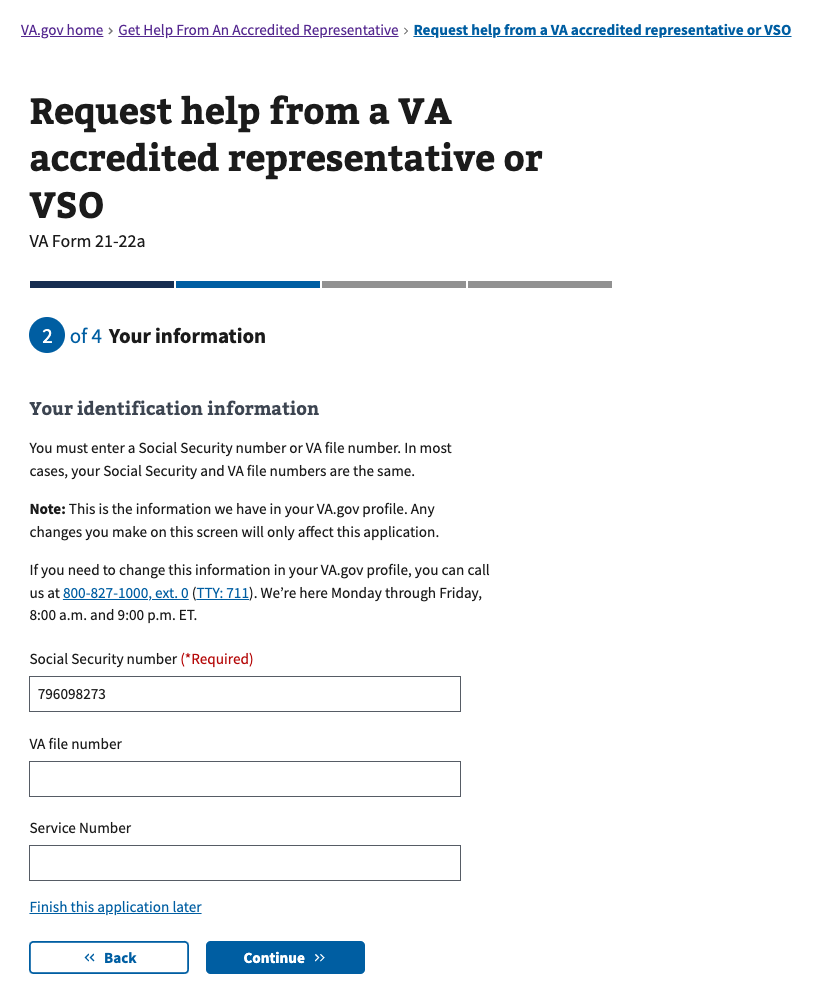 VA.gov home › Get Help From An Accredited Representative › Request help from a VA accredited representative or VSO
Request help from a VA
accredited representative or
VSO
VA Form 21-22a
2 of 4 Your information
Your identification information
You must enter a Social Security number or VA file number. In most
cases, your Social Security and VA file numbers are the same.
Note: This is the information we have in your VA.gov profile. Any
changes you make on this screen will only affect this application.
If you need to change this information in your VA.gov profile, you can call
us at 800-827-1000, ext. 0 (TTY: 711). We’re here Monday through Friday,
8:00 a.m. and 9:00 p.m. ET.
Social Security number (*Required)
796098273
VA file number
Service Number
Finish this application later
« Back
Continue »